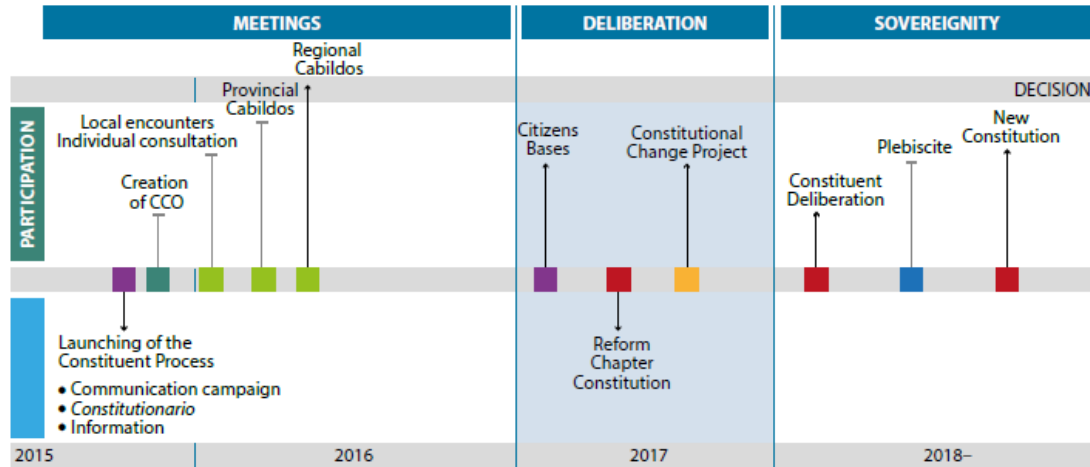 MEETINGS
DELIBERATION
SOVEREIGNITY
Regional
Cabildos
DECISION
PARTICIPATION
Provincial
Cabildos
Local encounters
Individual consultation
Creation
of CCO
Citizens
Bases
Constitutional
Change Project
Constituent
Deliberation
Plebiscite
New
Constitution
Launching of the
Constituent Process
• Communication campaign
• Constitutionario
• Information
Reform
Chapter
Constitution
2015
2016
2017
2018–